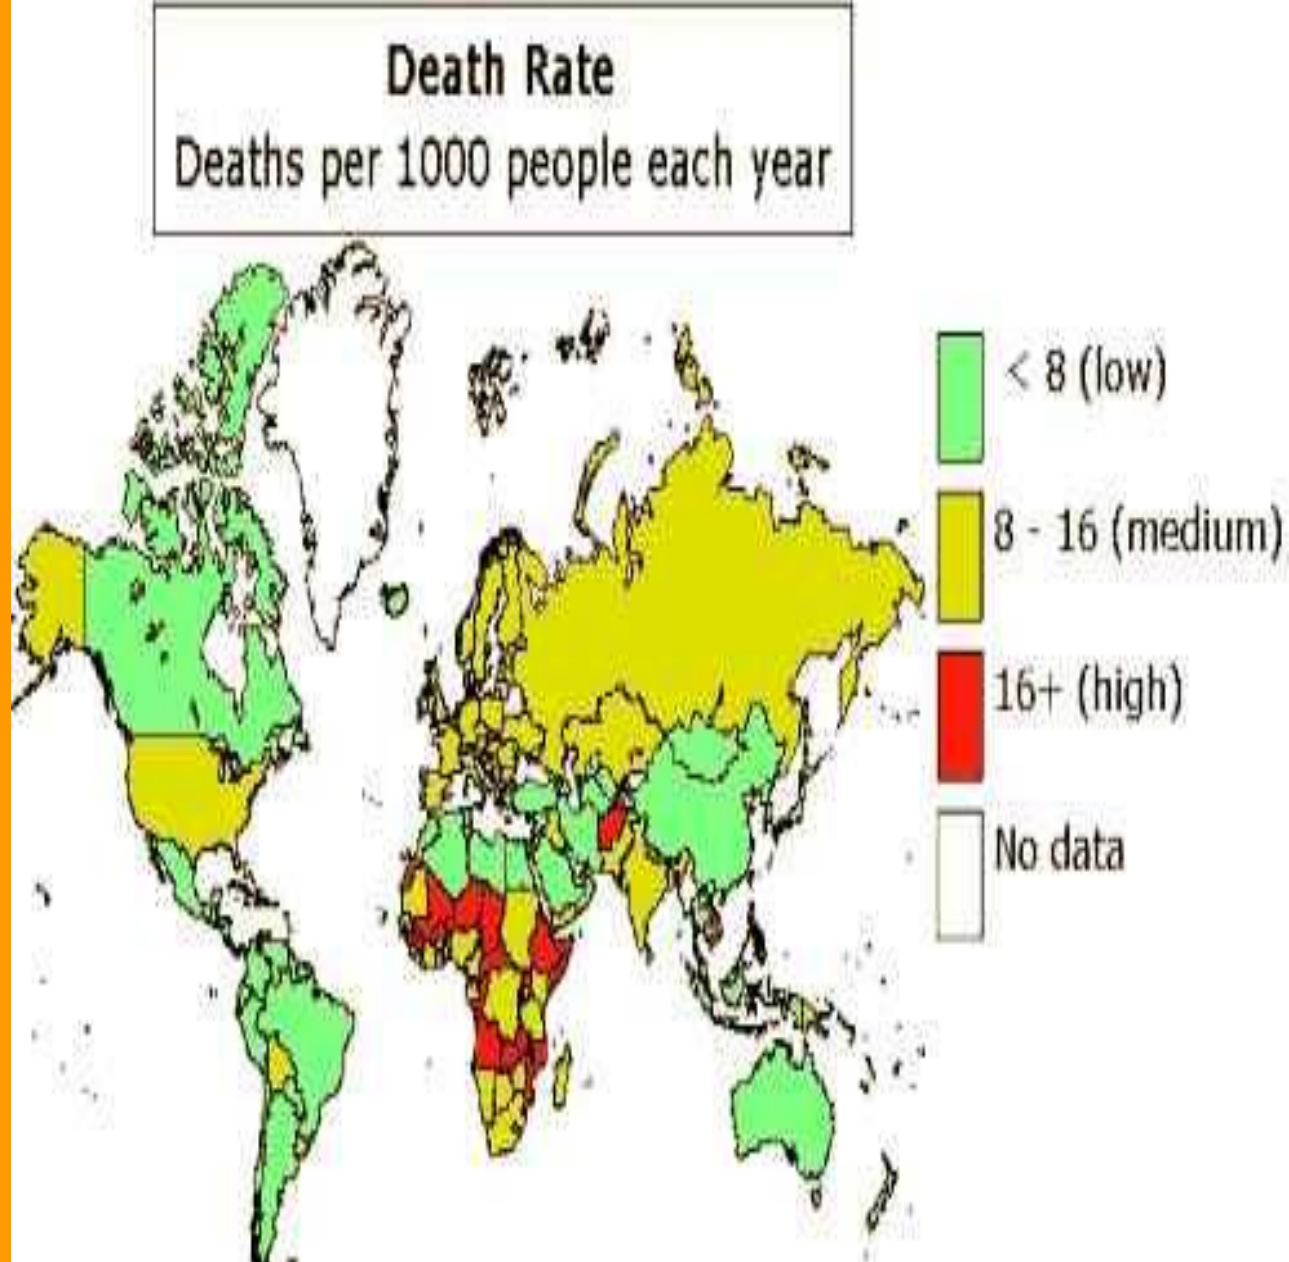 Death Rate
Deaths per 1000 people each year
< 8 (low)
8 - 16 (medium)
16+ (high)
No data